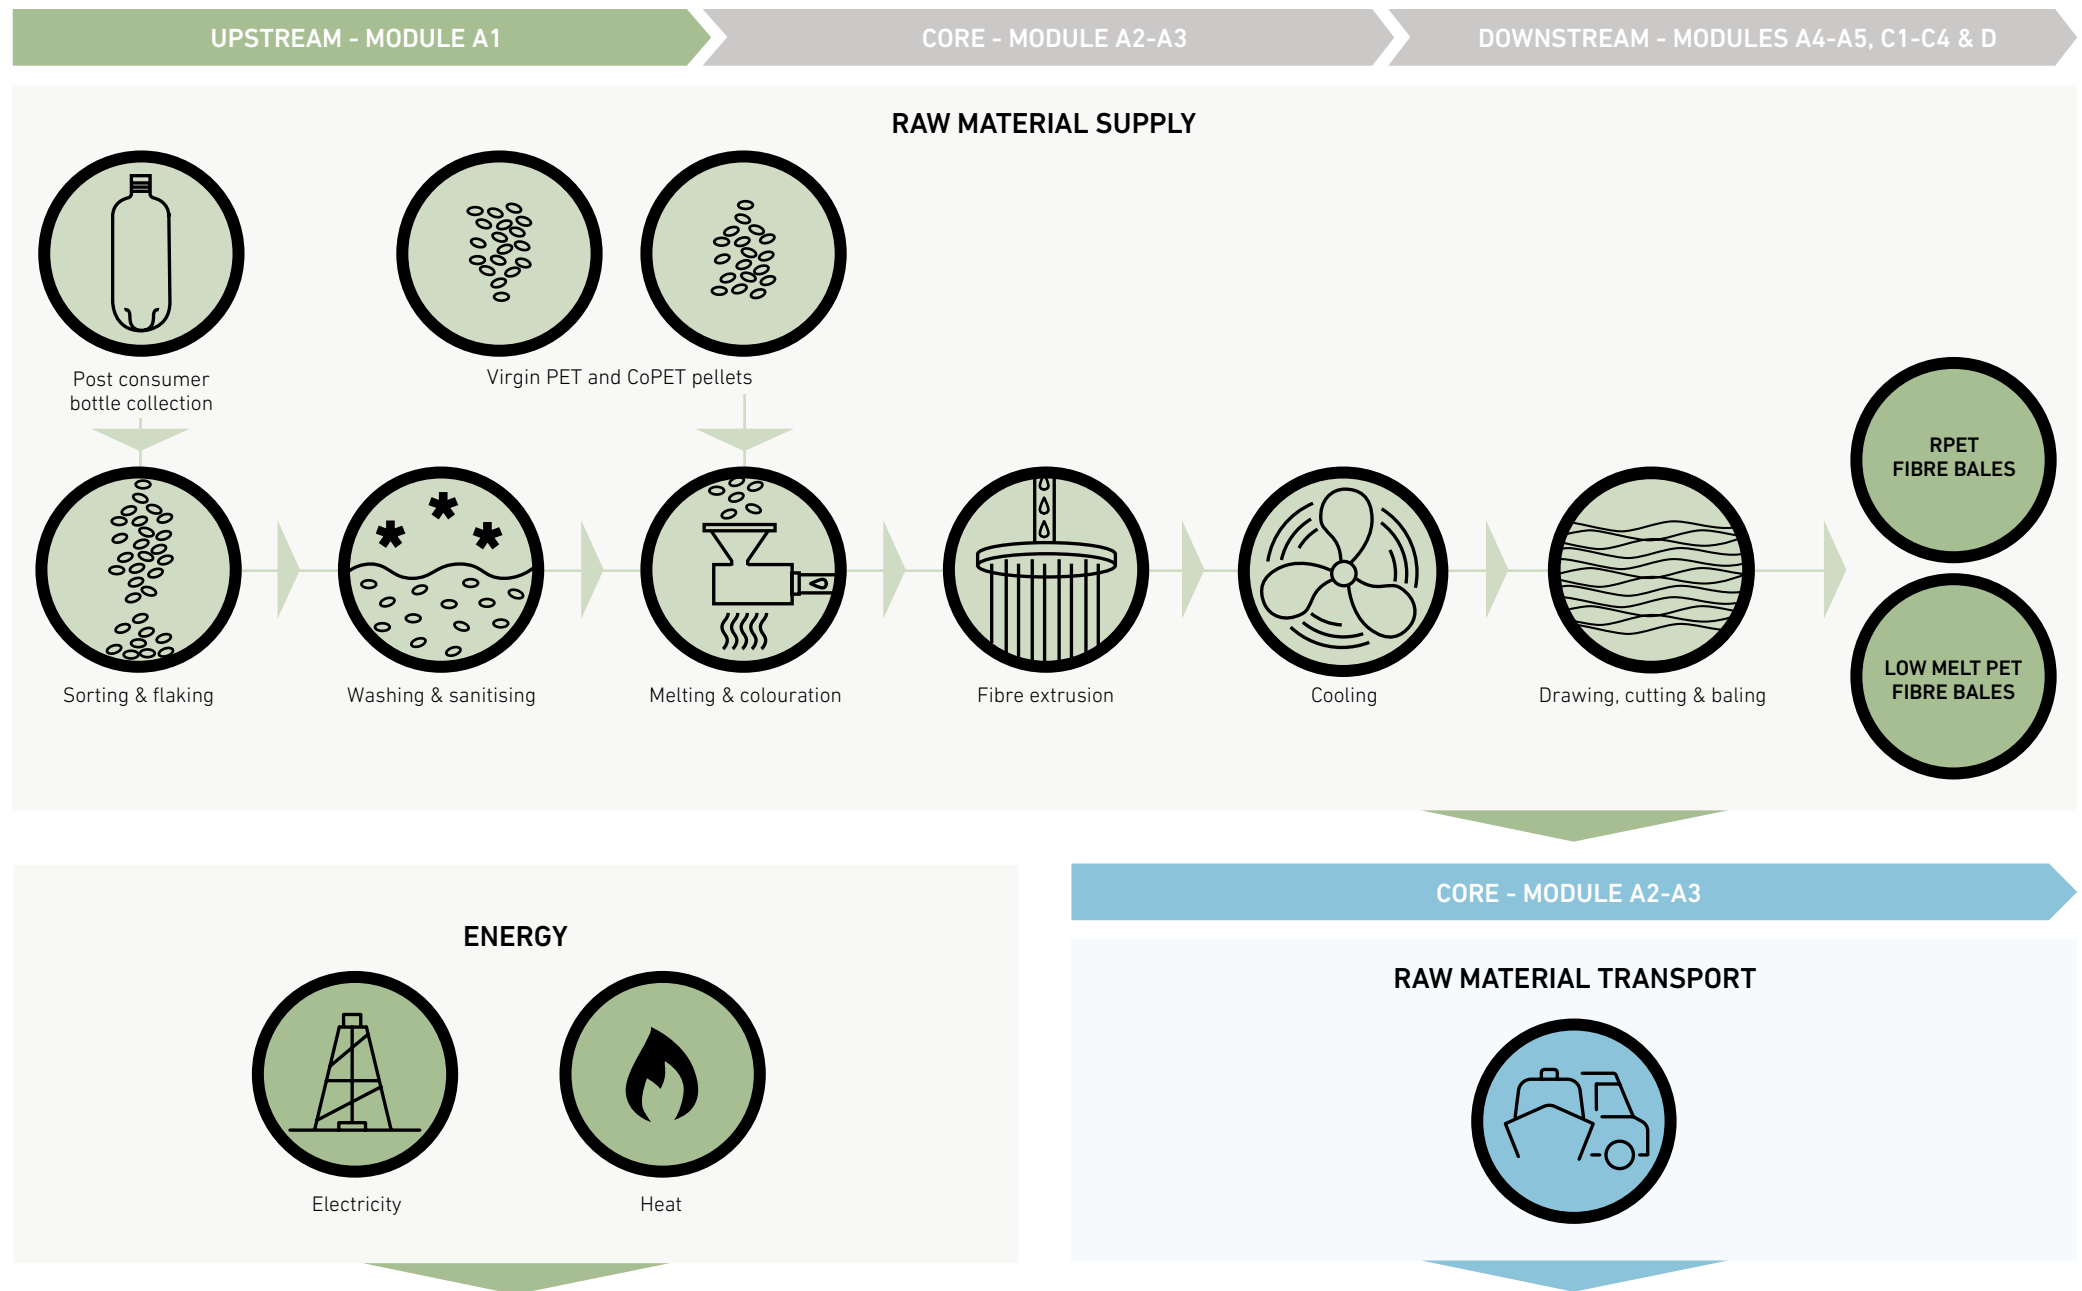 UPSTREAM - MODULE A1
CORE - MODULE A2-A3
DOWNSTREAM - MODULES A4-A5, C1-C4 & D
RAW MATERIAL SUPPLY
Post consumer
bottle collection
Virgin PET and CoPET pellets
Sorting & flaking
Washing & sanitising
Melting & colouration
Fibre extrusion
Cooling
Drawing, cutting & baling
RPET
FIBRE BALES
LOW MELT PET
FIBRE BALES
ENERGY
Electricity
Heat
CORE - MODULE A2-A3
RAW MATERIAL TRANSPORT